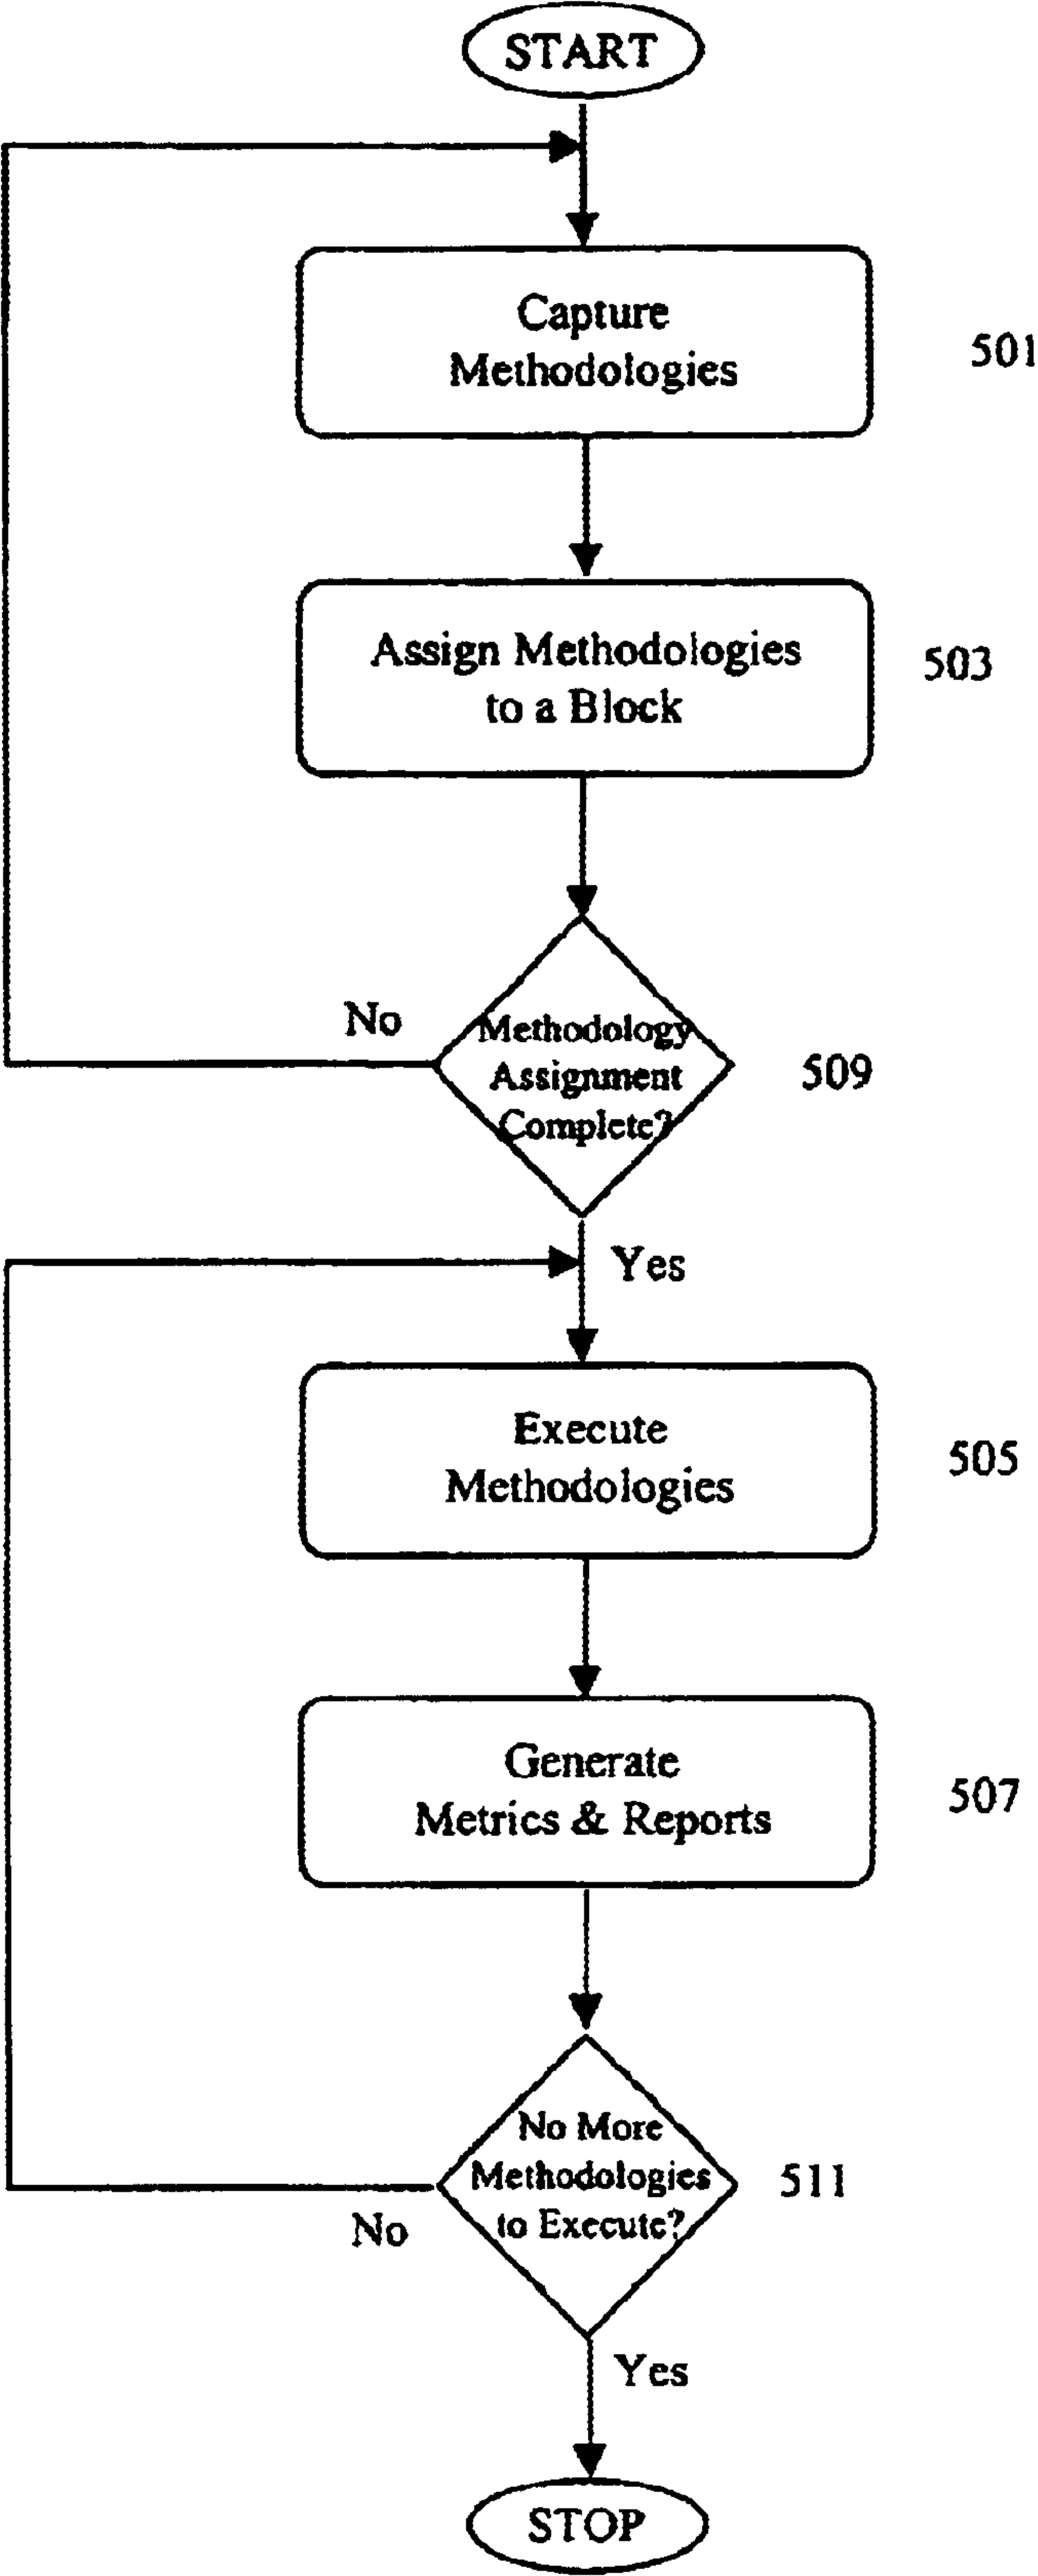 START
Capture
Methodologies
501
Assign Methodologies
to a Block
503
No
Methodology
Assignment
Complete?
509
Yes
Execute
Methodologies
505
Generate
Metrics & Reports
507
No More
Methodologies
to Execute?
511
No
Yes
STOP